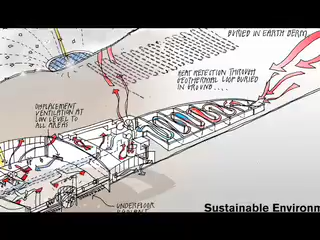 BURIED IN EARTH BERM
HEAT REJECTION THROUGH
GEOTHERMAL LOOP BURIED
IN GROUND....
DISPLACEMENT
VENTILATION AT
LOW LEVEL TO
ALL AREAS
UNDERFLOOR
Sustainable Environm